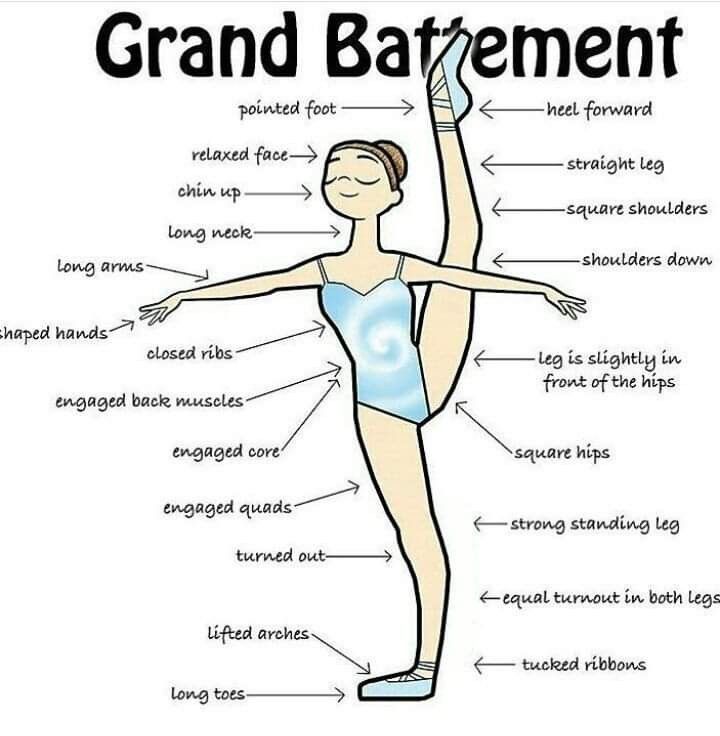 Grand Battement
pointed foot
heel forward
relaxed face
straight leg
chin up
square shoulders
long neck
shoulders down
long arms
shaped hands
closed ribs
leg is slightly in
front of the hips
engaged back muscles
engaged core
square hips
engaged quads
strong standing leg
turned out
equal turnout in both legs
lifted arches
tucked ribbons
long toes